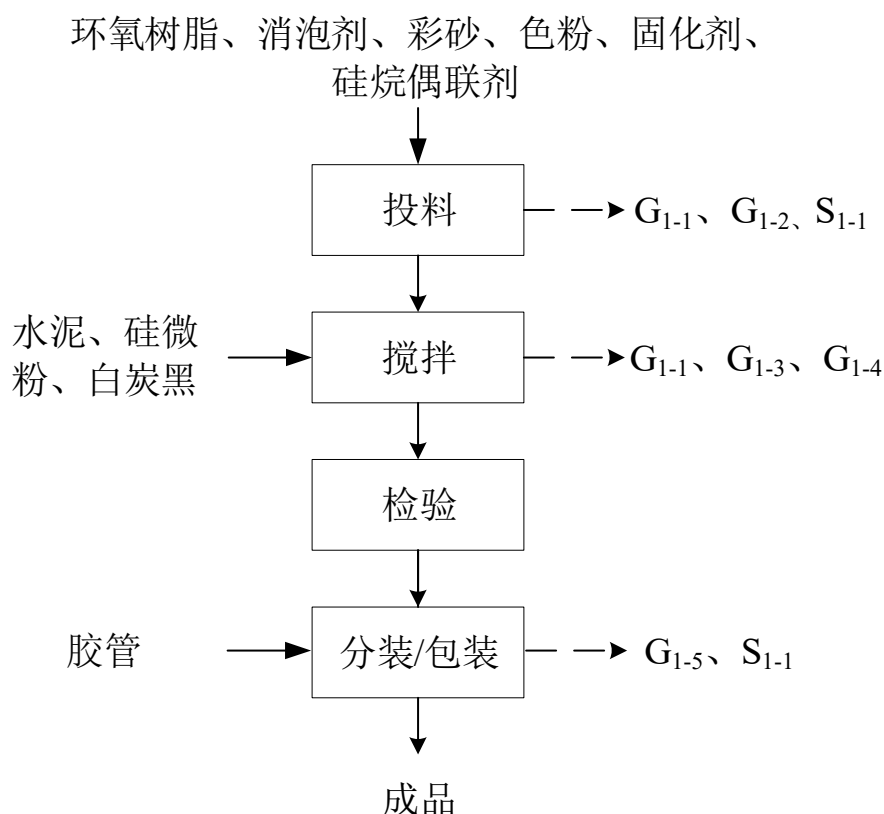 环氧树脂、消泡剂、彩砂、色粉、固化剂、
硅烷偶联剂
投料
G1-1、G1-2、S1-1
水泥、硅微
粉、白炭黑
搅拌
G1-1、G1-3、G1-4
检验
胶管
分装/包装
G1-5、S1-1
成品